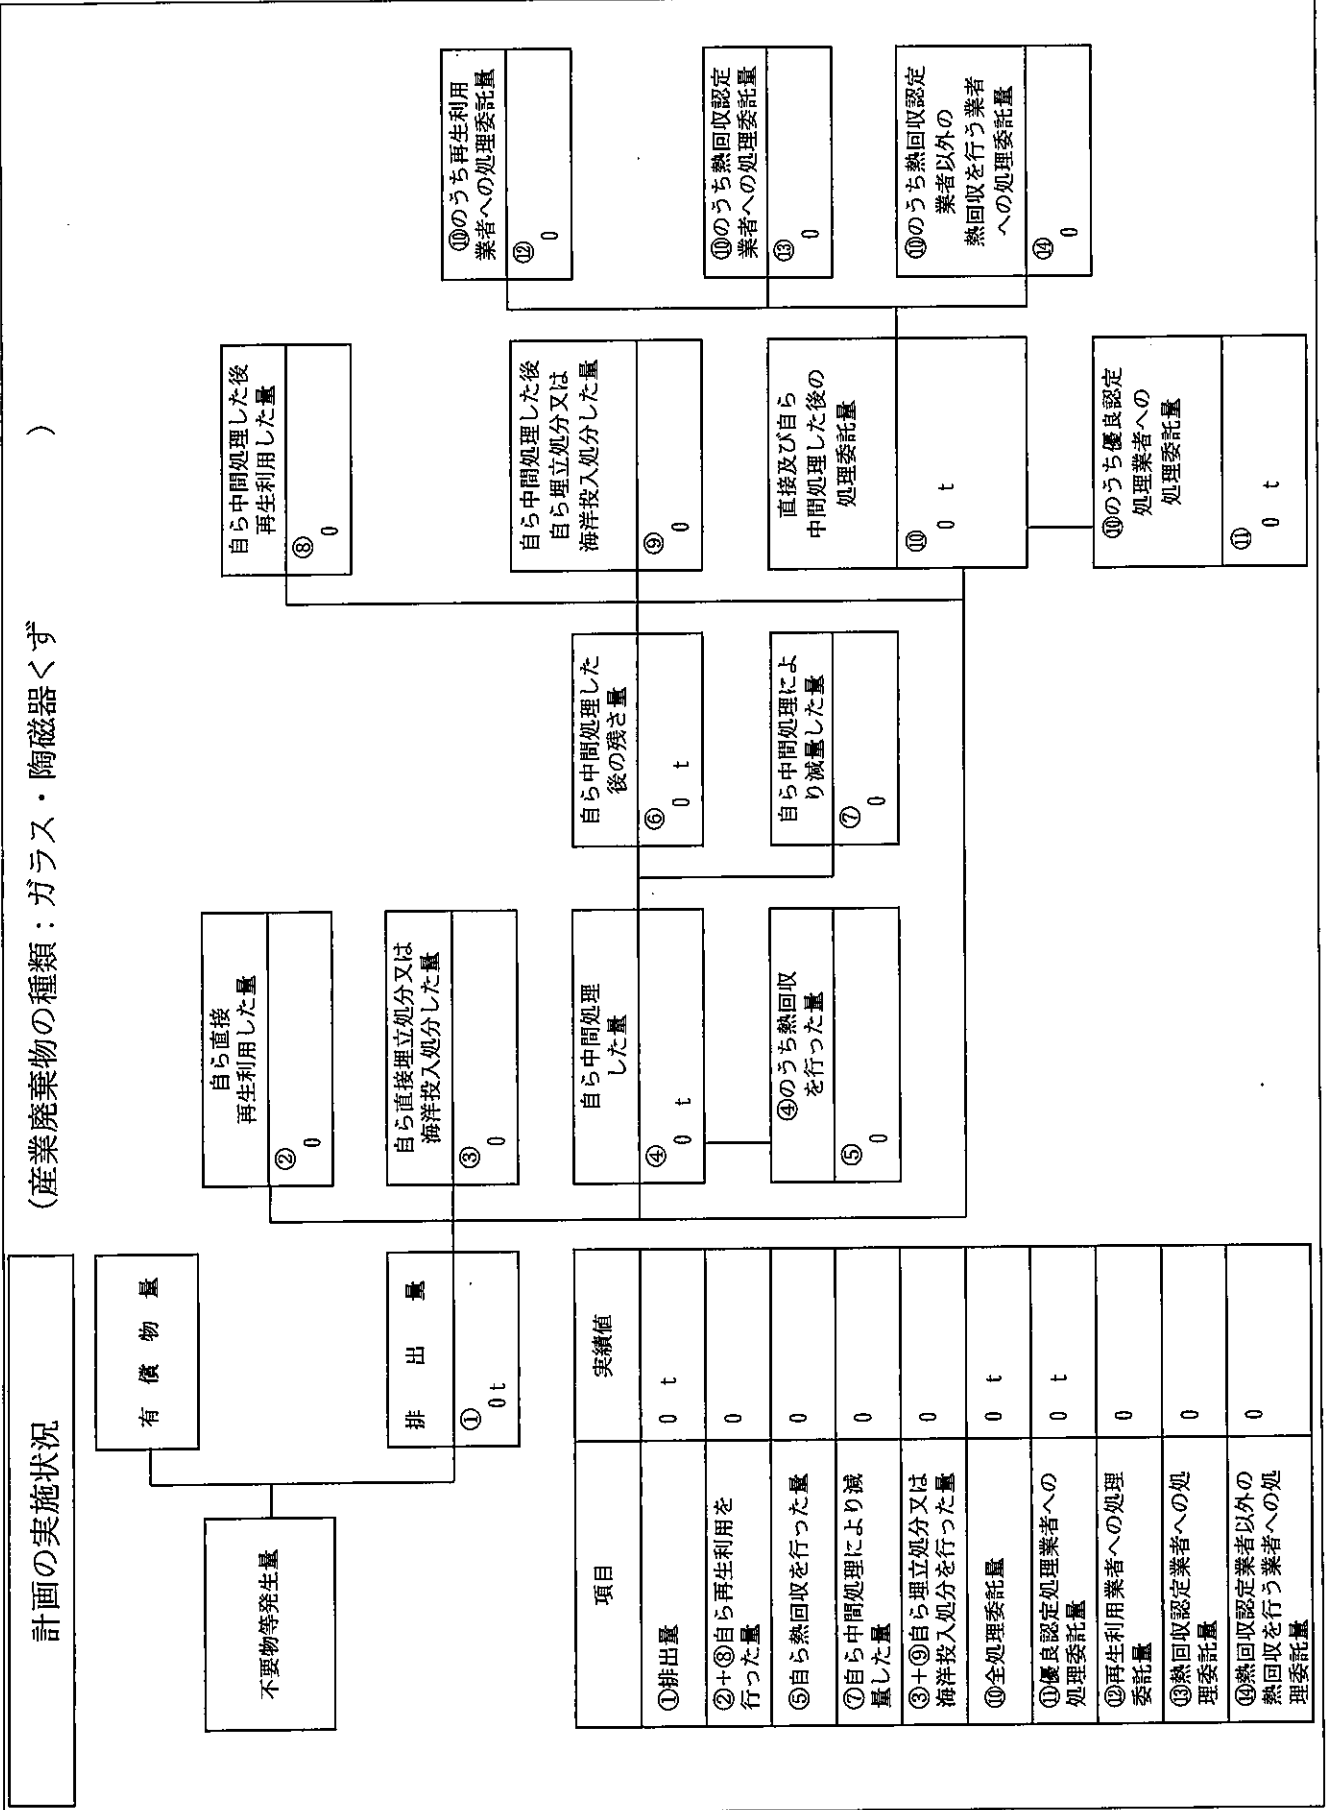 計画の実施状況
(産業廃棄物の種類：ガラス・陶磁器くず　　　　　)
不要物等発生量
有 償 物 量
排 出 量
①
0 t
自ら直接
再生利用した量
②
0
自ら直接埋立処分又は
海洋投入処分した量
③
0
自ら中間処理
した量
④
0 t
④のうち熱回収
を行った量
⑤
0
自ら中間処理した
後の残さ量
⑥
0 t
自ら中間処理によ
り減量した量
⑦
0
自ら中間処理した後
再生利用した量
⑧
0
自ら中間処理した後
自ら埋立処分又は
海洋投入処分した量
⑨
0
直接及び自ら
中間処理した後の
処理委託量
⑩
0 t
⑩のうち優良認定
処理業者への
処理委託量
⑪
0 t
⑩のうち再生利用
業者への処理委託量
⑫
0
⑩のうち熱回収認定
業者への処理委託量
⑬
0
⑩のうち熱回収認定
業者以外の
熱回収を行う業者
への処理委託量
⑭
0
項目 実績値
①排出量 0 t
②+⑧自ら再生利用を
行った量 0
⑤自ら熱回収を行った量 0
⑦自ら中間処理により減
量した量 0
③+⑨自ら埋立処分又は
海洋投入処分を行った量 0
⑩全処理委託量 0 t
⑪優良認定処理業者への
処理委託量 0 t
⑫再生利用業者への処理
委託量 0
⑬熱回収認定業者への処
理委託量 0
⑭熱回収認定業者以外の
熱回収を行う業者への処
理委託量 0